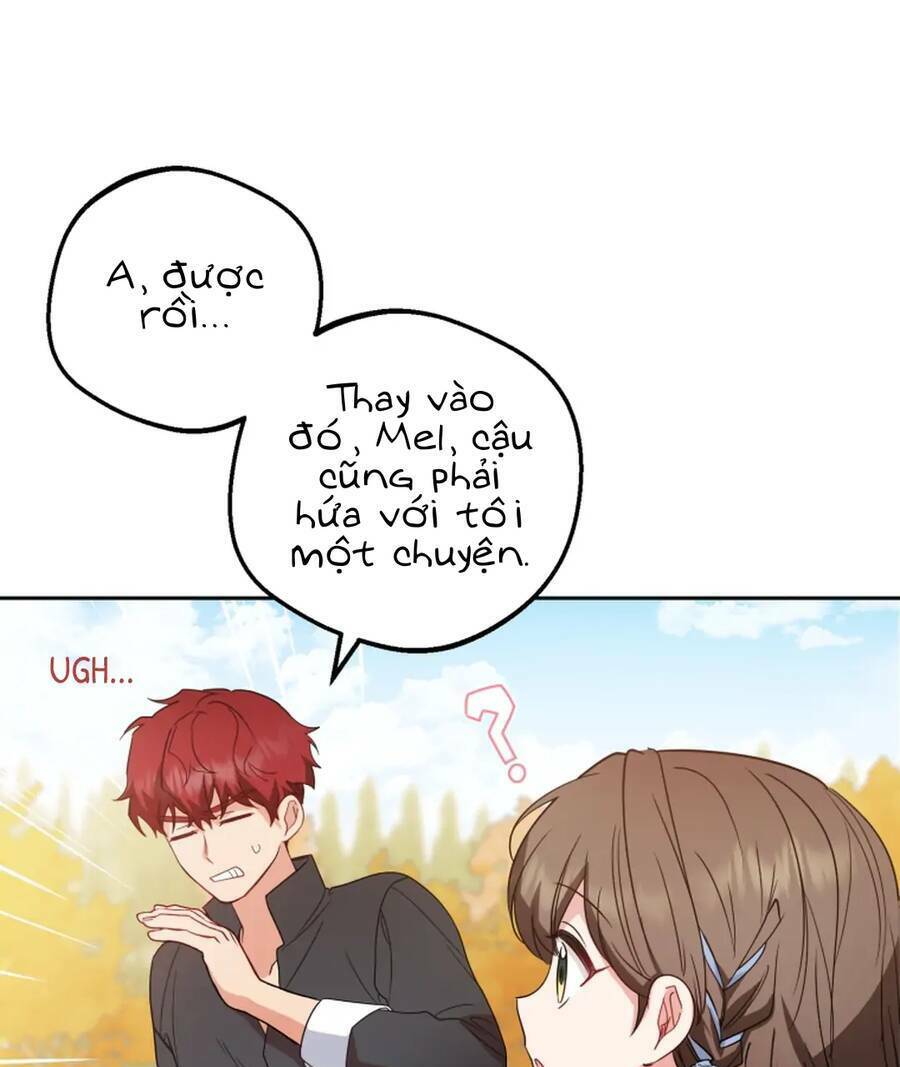 A, được
rồi...
Thay vào
đó, Mel, cậu
cũng phải
hứa với tôi
một chuyện.
UGH...
?